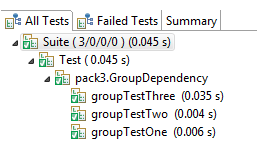 All Tests Failed Tests Summary
Suite ( 3/0/0/0 ) (0.045 s)
Test ( 0.045 s)
pack3.GroupDependency
groupTestThree (0.035 s)
groupTestTwo (0.004 s)
groupTestOne (0.006 s)